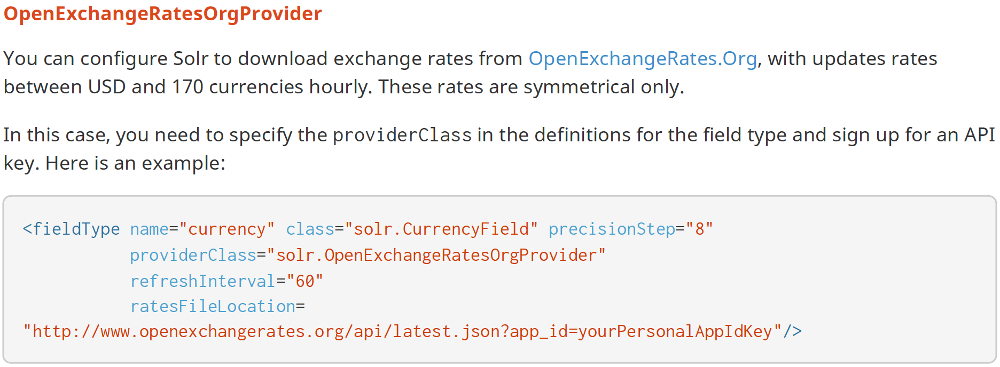 OpenExchangeRatesOrgProvider
You can configure Solr to download exchange rates from OpenExchangeRates.Org, with updates rates
between USD and 170 currencies hourly. These rates are symmetrical only.
In this case, you need to specify the providerClass in the definitions for the field type and sign up for an API
key. Here is an example:
<fieldType name="currency" class="solr.CurrencyField" precisionStep="8"
providerClass="solr.OpenExchangeRatesOrgProvider"
refreshInterval="60"
ratesFileLocation=
"http://www.openexchangerates.org/api/latest.json?app_id=yourPersonalAppIdKey"/>